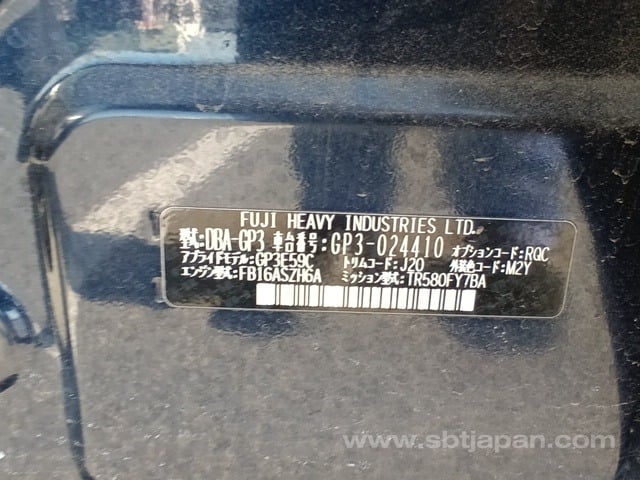 FUJI HEAVY INDUSTRIES LTD.
型式:DBA-GP3 車台番号:GP3-024410 オプションコード:RQC
アプライドモデル:GP3E59C トリムコード:J20 外装色コード:M2Y
エンジン型式:FB16ASZH6A ミッション型式:TR580FY7BA
www.sbtjapan.com